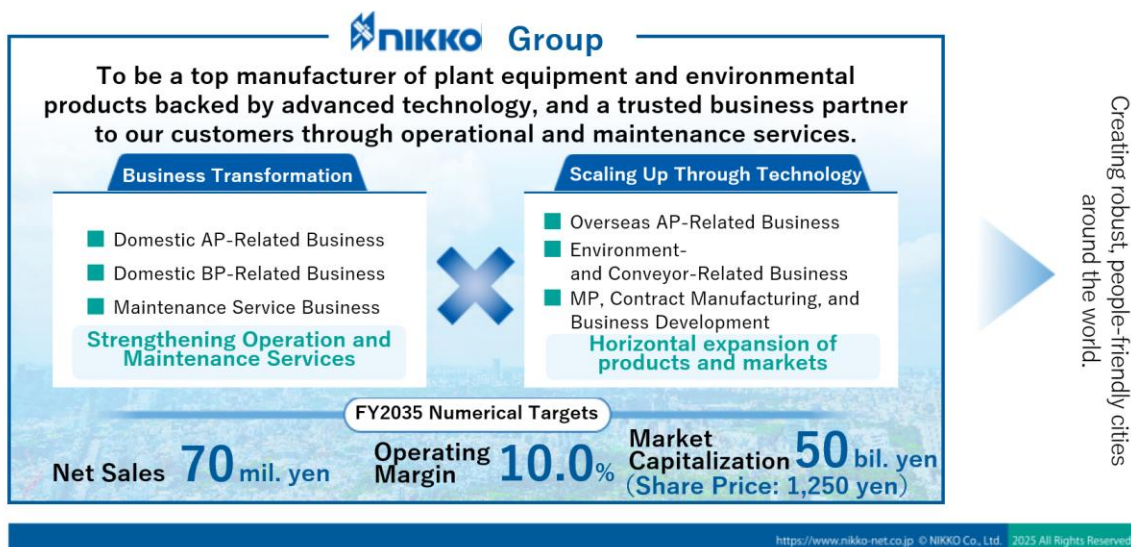 NIKKO Group
To be a top manufacturer of plant equipment and environmental
products backed by advanced technology, and a trusted business partner
to our customers through operational and maintenance services.
Business Transformation
■ Domestic AP-Related Business
■ Domestic BP-Related Business
■ Maintenance Service Business
Strengthening Operation and
Maintenance Services
Scaling Up Through Technology
■ Overseas AP-Related Business
■ Environment-
and Conveyor-Related Business
■ MP, Contract Manufacturing, and
Business Development
Horizontal expansion of
products and markets
FY2035 Numerical Targets
Net Sales 70 mil. yen
Operating
Margin 10.0%
Market
Capitalization 50 bil. yen
(Share Price: 1,250 yen)
Creating robust, people-friendly cities
around the world.
https://www.nikko-net.co.jp © NIKKO Co., Ltd. 2025 All Rights Reserved